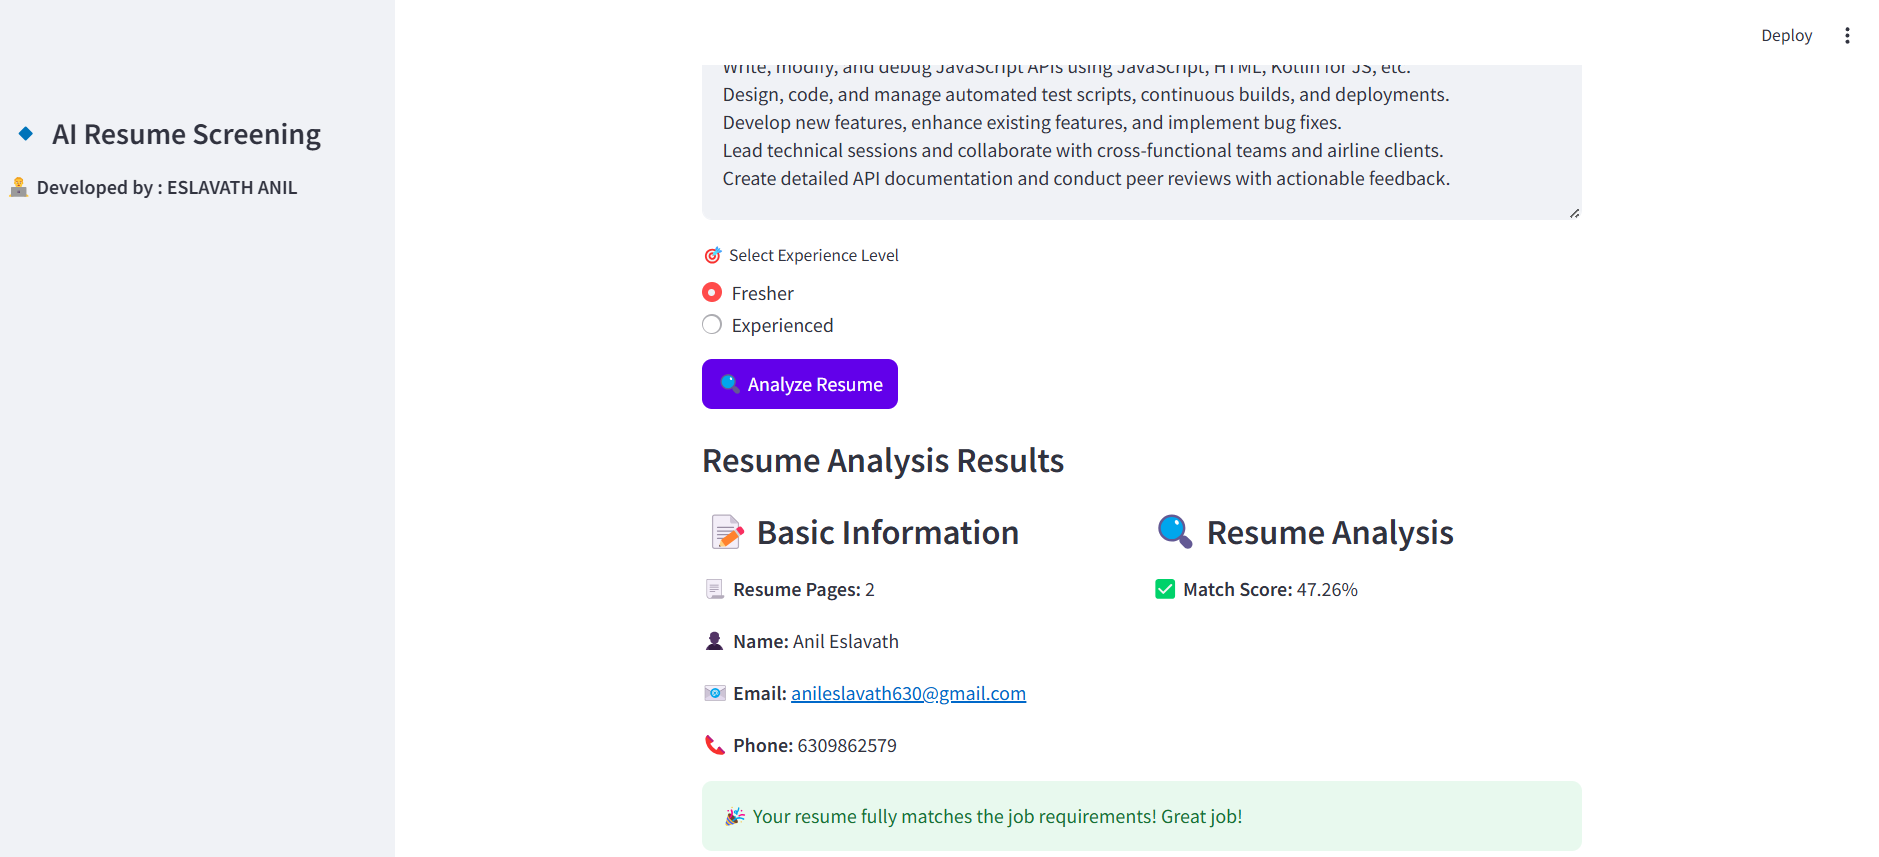 Deploy
AI Resume Screening
Developed by : ESLAVATH ANIL
Write, modify, and debug JavaScript APIs using JavaScript, HTML, Kotlin for JS, etc.
Design, code, and manage automated test scripts, continuous builds, and deployments.
Develop new features, enhance existing features, and implement bug fixes.
Lead technical sessions and collaborate with cross-functional teams and airline clients.
Create detailed API documentation and conduct peer reviews with actionable feedback.
Select Experience Level
Fresher
Experienced
Analyze Resume
Resume Analysis Results
Basic Information
Resume Pages: 2
Name: Anil Eslavath
Email: anileslavath630@gmail.com
Phone: 6309862579
Resume Analysis
Match Score: 47.26%
Your resume fully matches the job requirements! Great job!